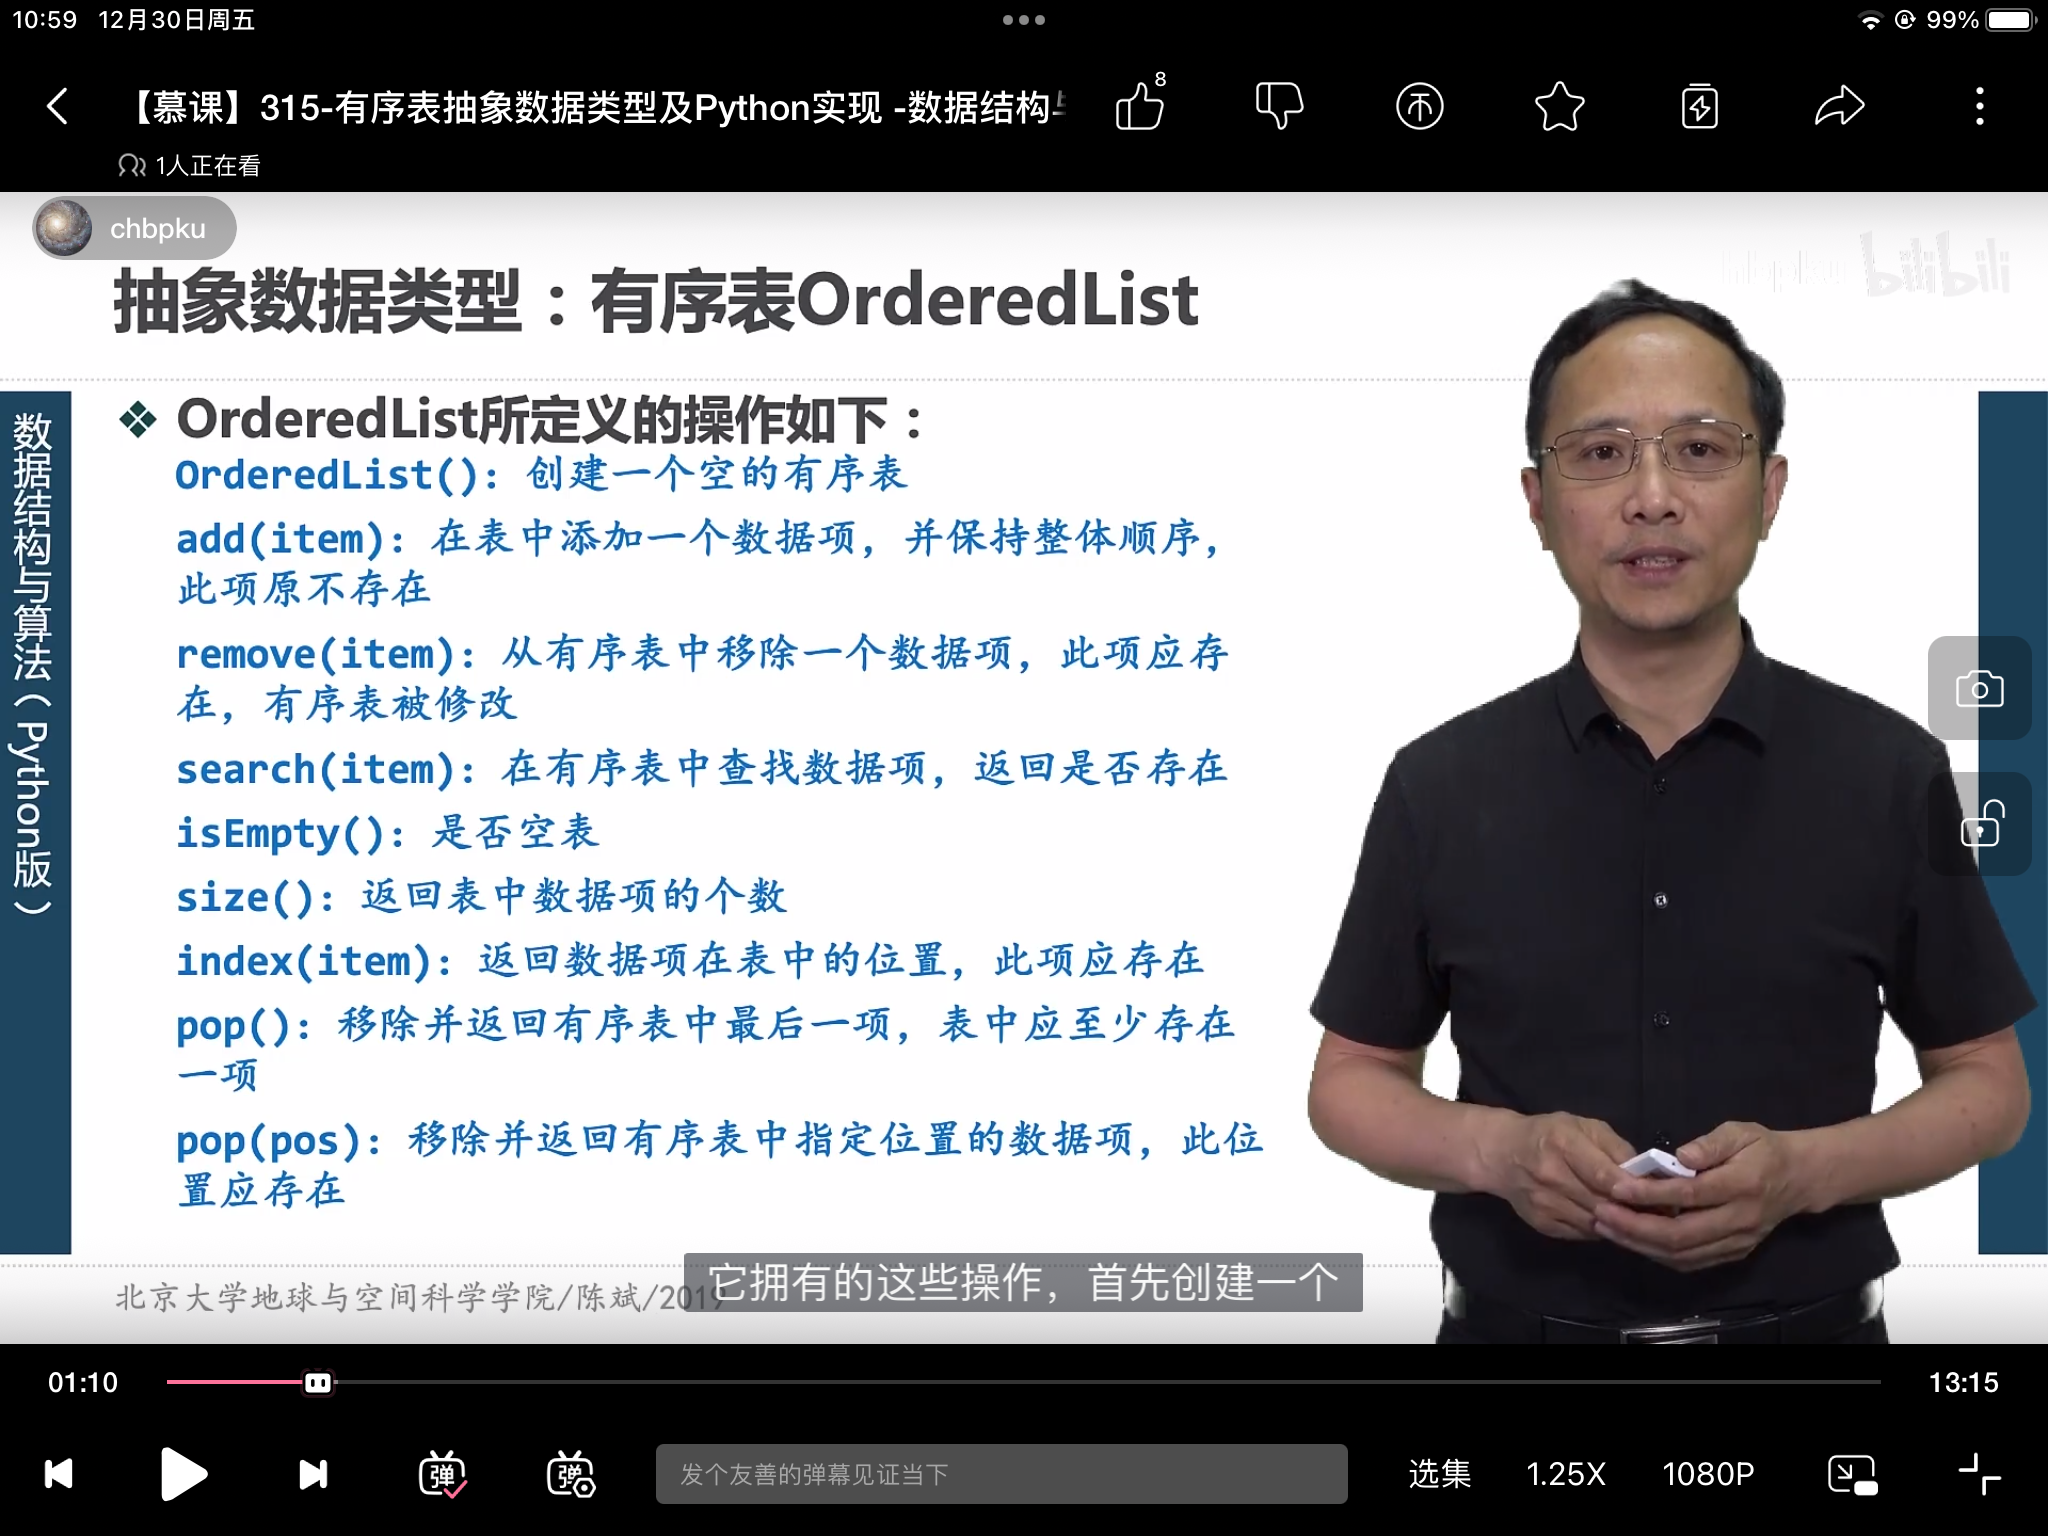 10:59 12月30日周五
99%
【慕课】315-有序表抽象数据类型及Python实现 -数据结构
8
1人正在看
chbpku
bilibili
抽象数据类型：有序表OrderedList
数据结构与算法（Python版）
❖ OrderedList所定义的操作如下：
OrderedList()：创建一个空的有序表
add(item)：在表中添加一个数据项，并保持整体顺序，
此项原不存在
remove(item)：从有序表中移除一个数据项，此项应存
在，有序表被修改
search(item)：在有序表中查找数据项，返回是否存在
isEmpty()：是否空表
size()：返回表中数据项的个数
index(item)：返回数据项在表中的位置，此项应存在
pop()：移除并返回有序表中最后一项，表中应至少存在
一项
pop(pos)：移除并返回有序表中指定位置的数据项，此位
置应存在
北京大学地球与空间科学学院/陈斌/2019
它拥有的这些操作，首先创建一个
01:10
13:15
弹
弹
发个友善的弹幕见证当下
选集
1.25X
1080P